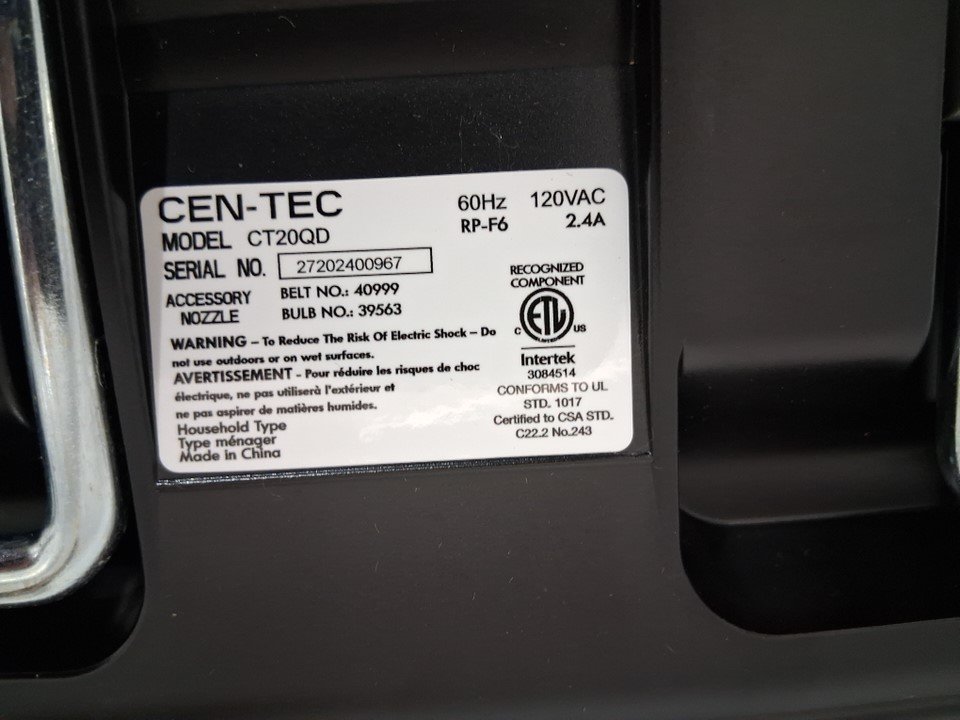 CEN-TEC
60Hz 120VAC
MODEL CT20QD
RP-F6 2.4A
SERIAL NO. 27202400967
ACCESSORY NOZZLE
BELT NO.: 40999
BULB NO.: 39563
RECOGNIZED
COMPONENT
C ETL US
Intertek
3084514
CONFORMS TO UL
STD. 1017
Certified to CSA STD.
C22.2 No.243
WARNING – To Reduce The Risk Of Electric Shock – Do
not use outdoors or on wet surfaces.
AVERTISSEMENT - Pour réduire les risques de choc
électrique, ne pas utiliserà l'extérieur et
ne pas aspirer de matières humides.
Household Type
Type ménager
Made in China